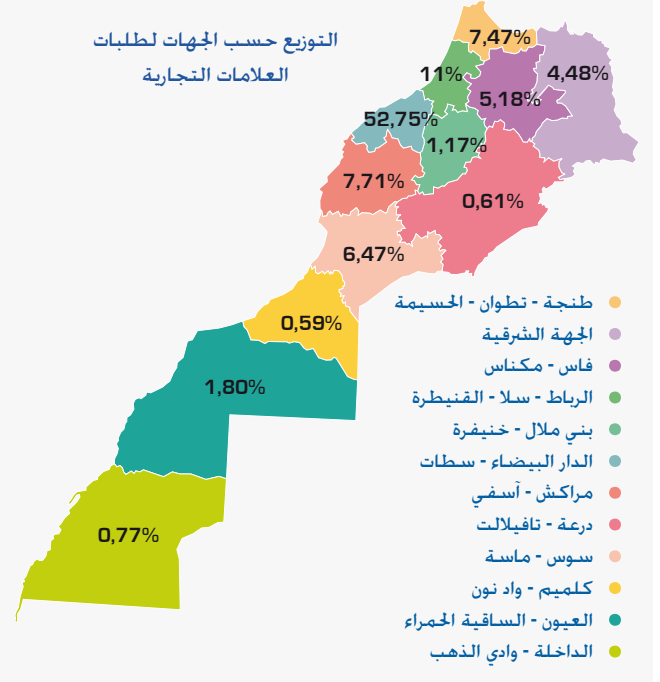 التوزيع حسب الجهات لطلبات
العلامات التجارية
7,47%
4,48%
11%
5,18%
52,75%
1,17%
7,71%
0,61%
6,47%
0,59%
1,80%
0,77%
طنجة - تطوان - الحسيمة
الجهة الشرقية
فاس - مكناس
الرباط - سلا - القنيطرة
بني ملال - خنيفرة
الدار البيضاء - سطات
مراكش - آسفي
درعة - تافيلالت
سوس - ماسة
كلميم - واد نون
العيون - الساقية الحمراء
الداخلة - وادي الذهب